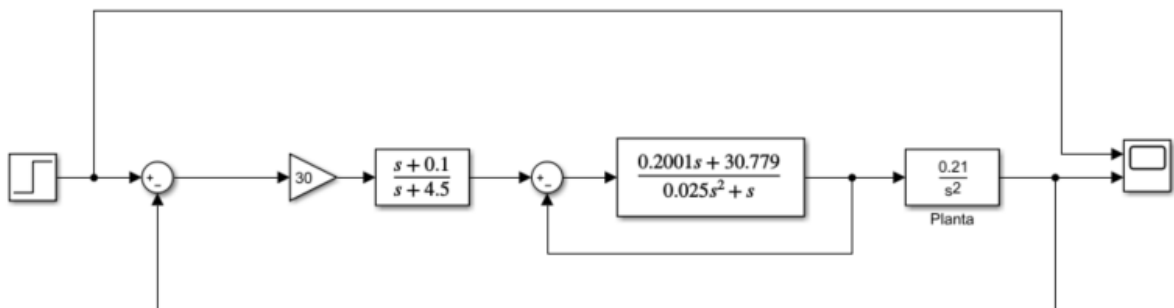 +
−
30
s + 0.1
s + 4.5
+
−
0.2001s + 30.779
0.025s² + s
0.21
s²
Planta